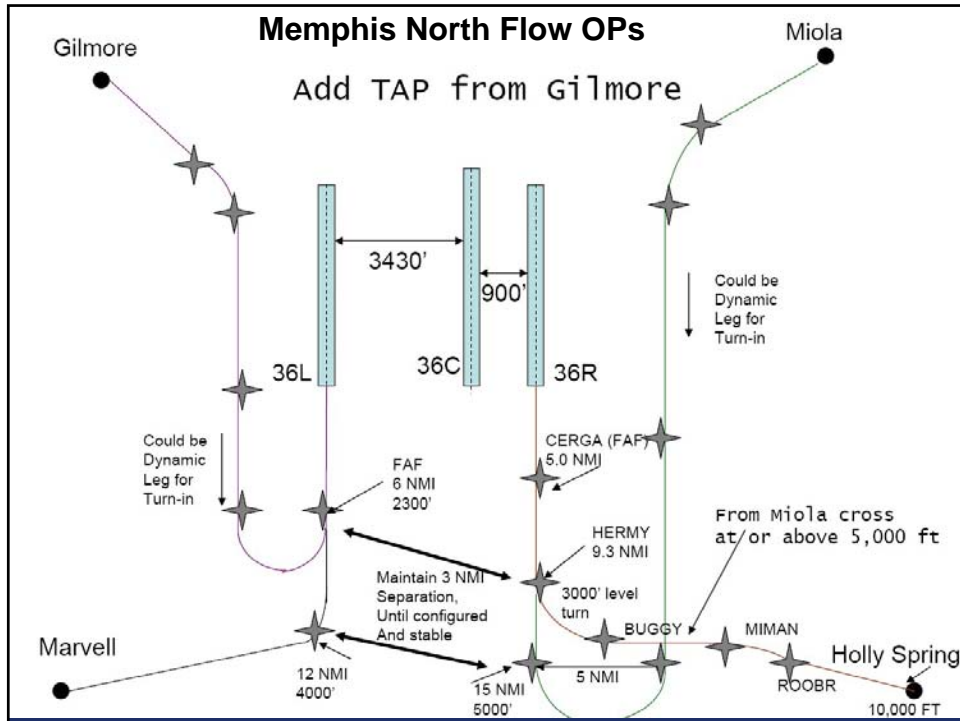 Memphis North Flow OPs
Gilmore
Miola
Add TAP from Gilmore
3430’
900’
Could be
Dynamic
Leg for
Turn-in
36L
36C
36R
Could be
Dynamic
Leg for
Turn-in
FAF
6 NMI
2300’
CERGA (FAF)
5.0 NMI
HERMY
9.3 NMI
From Miola cross
at or above 5,000 ft
Maintain 3 NMI
Separation,
Until configured
And stable
3000’ level
turn
BUGGY
MIMAN
Marvell
12 NMI
4000’
15 NMI
5000’
5 NMI
ROOBR
Holly Spring
10,000 FT